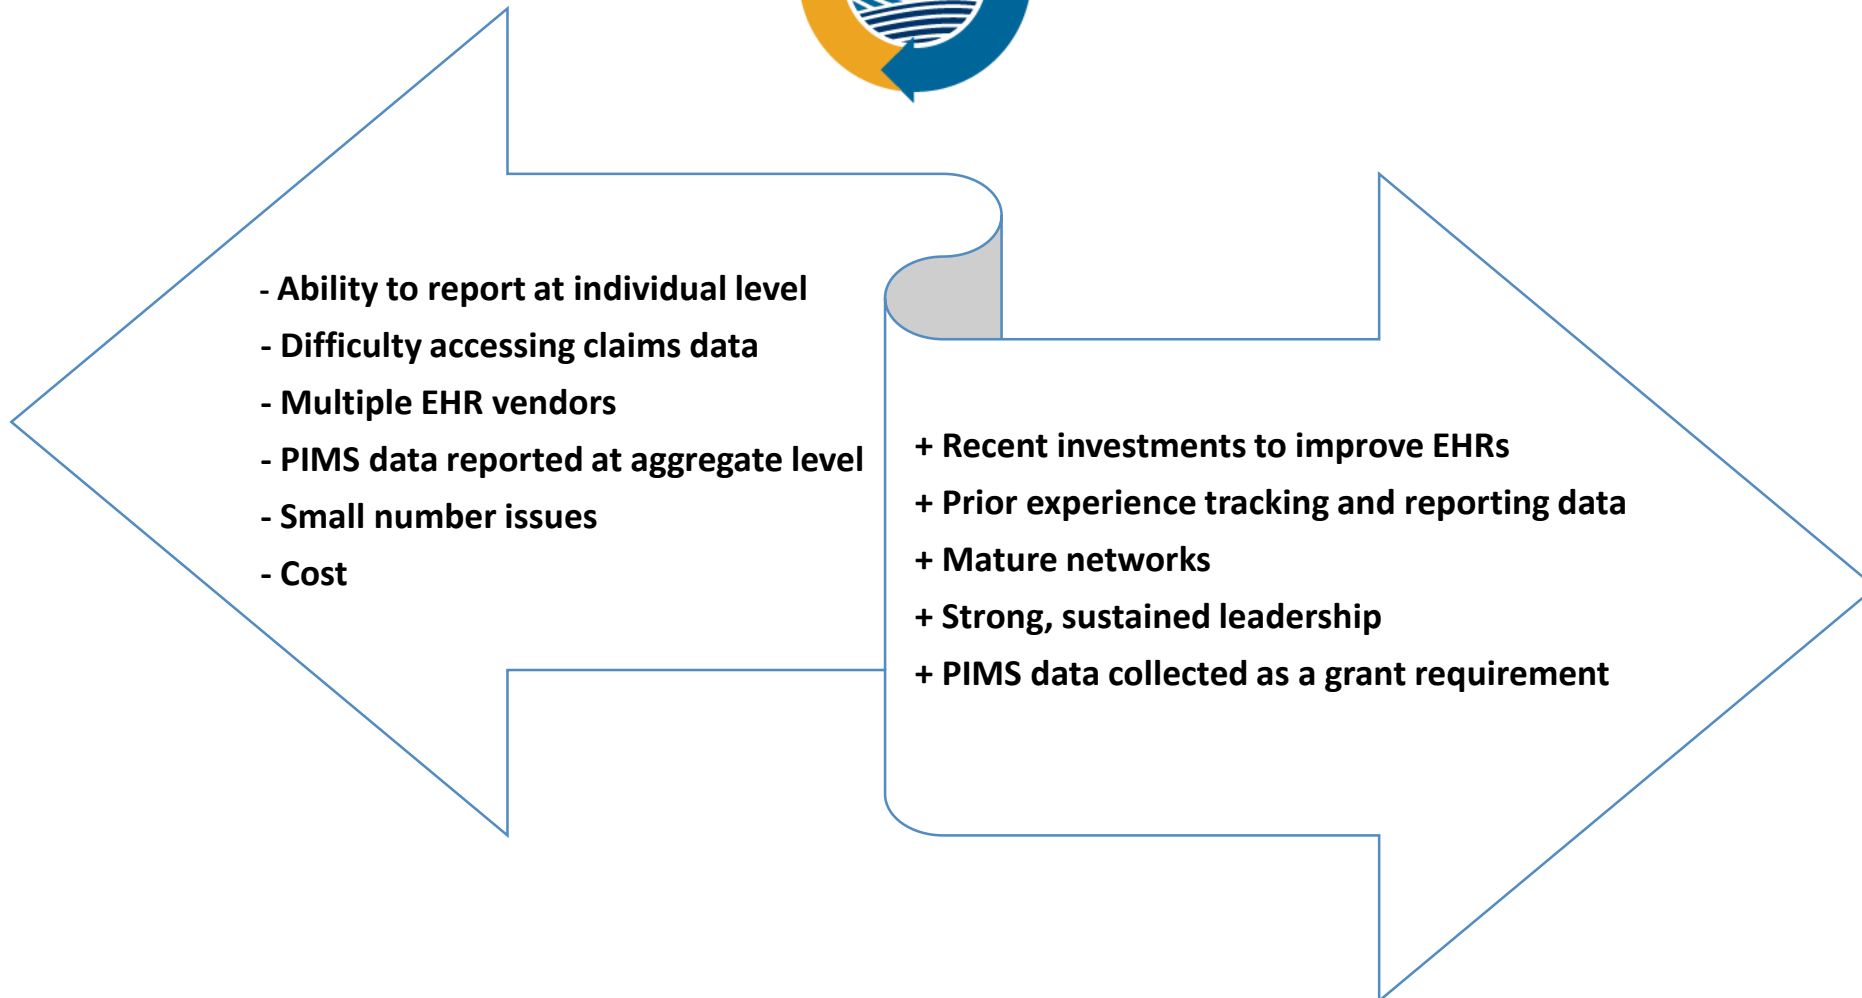 - Ability to report at individual level
- Difficulty accessing claims data
- Multiple EHR vendors
- PIMS data reported at aggregate level
- Small number issues
- Cost
+ Recent investments to improve EHRs
+ Prior experience tracking and reporting data
+ Mature networks
+ Strong, sustained leadership
+ PIMS data collected as a grant requirement